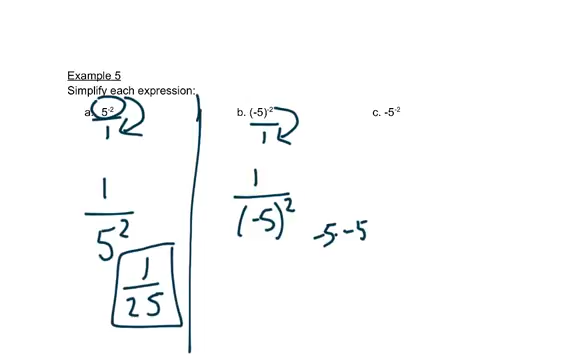 Example 5
Simplify each expression:
a. 5⁻² b. (-5)⁻² c. -5⁻²
1 1
1 1
5² (-5)² -5·-5
1
25